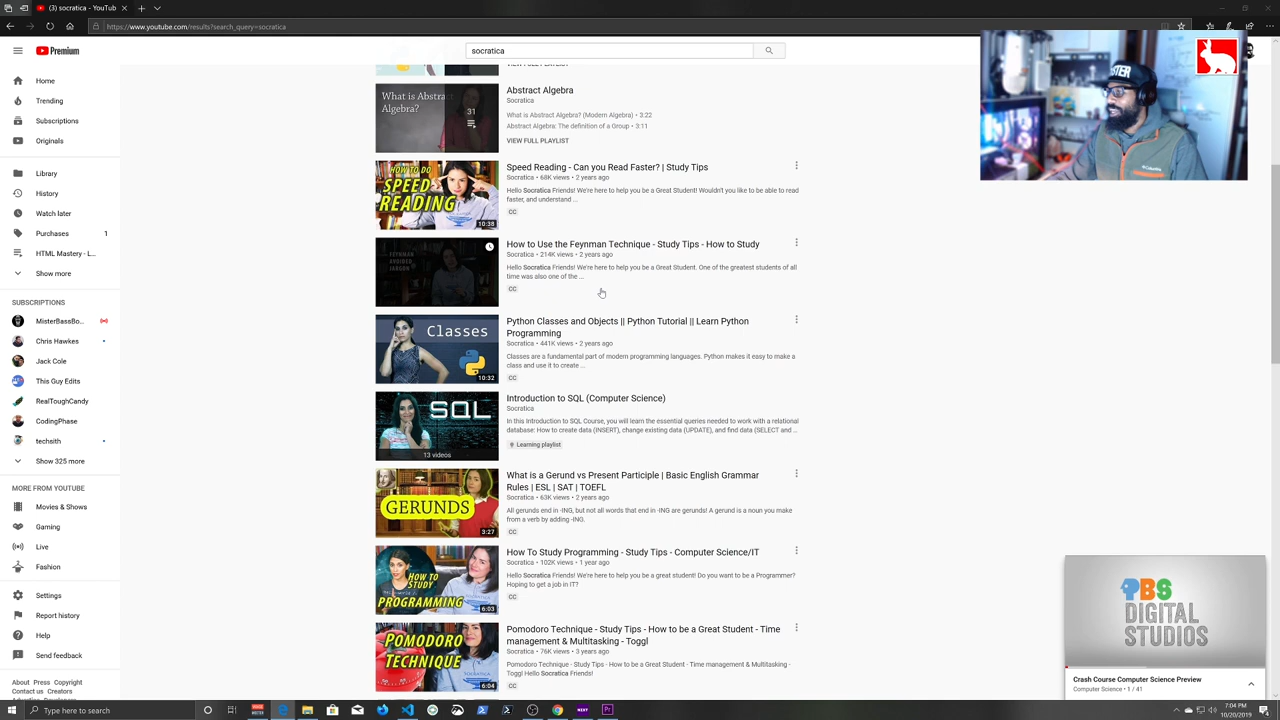 (3) socratica - YouTube
https://www.youtube.com/results?search_query=socratica
Premium
socratica
Home
Trending
Subscriptions
Originals
Library
History
Watch later
Purchases 1
HTML Mastery - L...
Show more
SUBSCRIPTIONS
MisterBassBo...
Chris Hawkes
Jack Cole
This Guy Edits
RealToughCandy
CodingPhase
techsith
Show 325 more
MORE FROM YOUTUBE
Movies & Shows
Gaming
Live
Fashion
Settings
Report history
Help
Send feedback
About Press Copyright
Contact us Creators
VIEW FULL PLAYLIST
What is Abstract
Algebra?
31
Abstract Algebra
Socratica
What is Abstract Algebra? (Modern Algebra) • 3:22
Abstract Algebra: The definition of a Group • 3:11
VIEW FULL PLAYLIST
HOW TO DO
SPEED
READING
10:38
Speed Reading - Can you Read Faster? | Study Tips
Socratica • 68K views • 2 years ago
Hello Socratica Friends! We're here to help you be a Great Student! Wouldn't you like to be able to read
faster, and understand ...
CC
FEYNMAN
AVOIDED
JARGON
How to Use the Feynman Technique - Study Tips - How to Study
Socratica • 214K views • 2 years ago
Hello Socratica Friends! We're here to help you be a Great Student. One of the greatest students of all
time was also one of the ...
CC
Classes
10:32
Python Classes and Objects || Python Tutorial || Learn Python
Programming
Socratica • 441K views • 2 years ago
Classes are a fundamental part of modern programming languages. Python makes it easy to make a
class and use it to create ...
CC
SQL
13 videos
Introduction to SQL (Computer Science)
Socratica
In this Introduction to SQL Course, you will learn the essential queries needed to work with a relational
database: How to create data (INSERT), change existing data (UPDATE), and find data (SELECT and ...
Learning playlist
GERUNDS
3:27
What is a Gerund vs Present Participle | Basic English Grammar
Rules | ESL | SAT | TOEFL
Socratica • 63K views • 2 years ago
All gerunds end in -ING, but not all words that end in -ING are gerunds! A gerund is a noun you make
from a verb by adding -ING.
CC
HOW TO
STUDY
PROGRAMMING
6:03
How To Study Programming - Study Tips - Computer Science/IT
Socratica • 102K views • 1 year ago
Hello Socratica Friends! We're here to help you be a great student! Do you want to be a Programmer?
Hoping to get a job in IT?
CC
POMODORO
TECHNIQUE
6:04
Pomodoro Technique - Study Tips - How to be a Great Student - Time
management & Multitasking - Toggl
Socratica • 76K views • 3 years ago
Pomodoro Technique - Study Tips - How to be a Great Student - Time management & Multitasking -
Toggl Hello Socratica Friends!
CC
PBS
DIGITAL
STUDIOS
Crash Course Computer Science Preview
Computer Science • 1 / 41
Type here to search
7:04 PM
10/20/2019